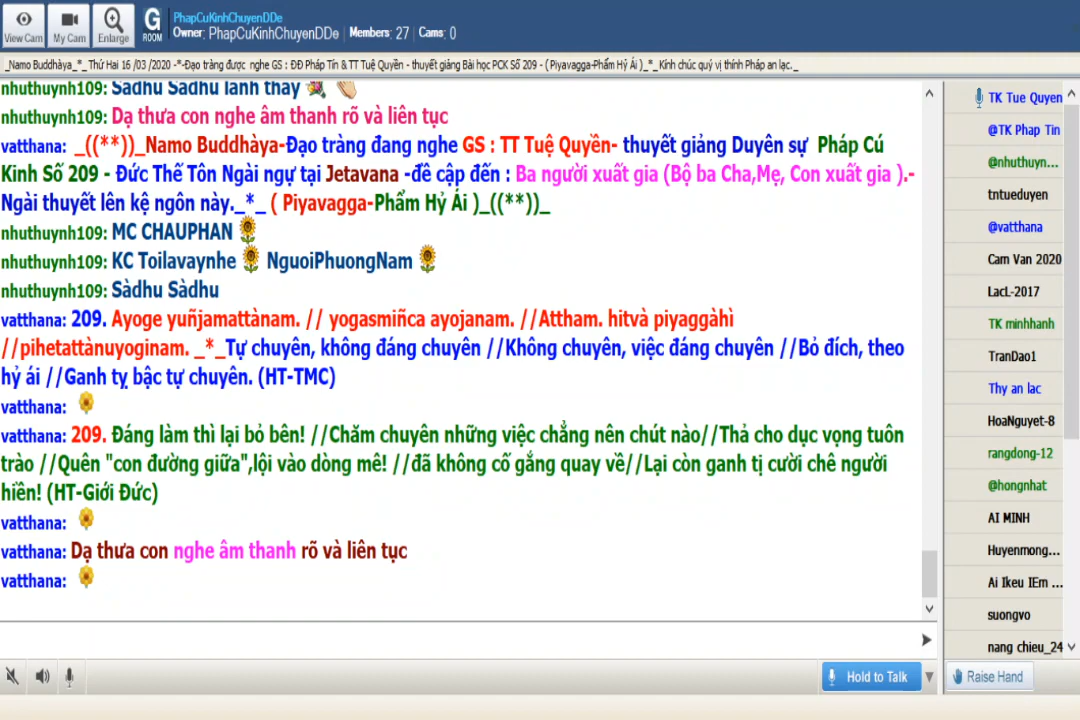 View Cam My Cam Enlarge G ROOM
PhapCuKinhChuyenDDe
Owner: PhapCuKinhChuyenDDe Members: 27 Cams: 0
_Namo Buddhàya_*_ Thứ Hai 16 /03 /2020 -*-Đạo tràng được nghe GS : ĐĐ Pháp Tín & TT Tuệ Quyền - thuyết giảng Bài học PCK Số 209 - ( Piyavagga-Phẩm Hỷ Ái )_*_ Kính chúc quý vị thính Pháp an lạc._
nhuthuynh109: Sàdhu Sàdhu lành thay
nhuthuynh109: Dạ thưa con nghe âm thanh rõ và liên tục
vatthana: _((**))_Namo Buddhàya-Đạo tràng đang nghe GS : TT Tuệ Quyền- thuyết giảng Duyên sự Pháp Cú
Kinh Số 209 - Đức Thế Tôn Ngài ngự tại Jetavana -đề cập đến : Ba người xuất gia (Bộ ba Cha,Mẹ, Con xuất gia ).-
Ngài thuyết lên kệ ngôn này._*_ ( Piyavagga-Phẩm Hỷ Ái )_((**))_
nhuthuynh109: MC CHAUPHAN
nhuthuynh109: KC Toilavaynhe NguoiPhuongNam
nhuthuynh109: Sàdhu Sàdhu
vatthana: 209. Ayoge yuñjamattànam. // yogasmiñca ayojanam. //Attham. hitvà piyaggàhì
//pihetattànuyoginam. _*_Tự chuyên, không đáng chuyên //Không chuyên, việc đáng chuyên //Bỏ đích, theo
hỷ ái //Ganh tỵ bậc tự chuyên. (HT-TMC)
vatthana:
vatthana: 209. Đáng làm thì lại bỏ bên! //Chăm chuyên những việc chẳng nên chút nào//Thả cho dục vọng tuôn
trào //Quên "con đường giữa",lội vào dòng mê! //đã không cố gắng quay về//Lại còn ganh tị cười chê người
hiền! (HT-Giới Đức)
vatthana:
vatthana: Dạ thưa con nghe âm thanh rõ và liên tục
vatthana:
TK Tue Quyen
@TK Phap Tin
@nhuthuyn...
tntueduyen
@vatthana
Cam Van 2020
LacL-2017
TK minhhanh
TranDao1
Thy an lac
HoaNguyet-8
rangdong-12
@hongnhat
AI MINH
Huyenmong...
Ai Ikeu IEm ...
suongvo
nang chieu_24
Hold to Talk Raise Hand